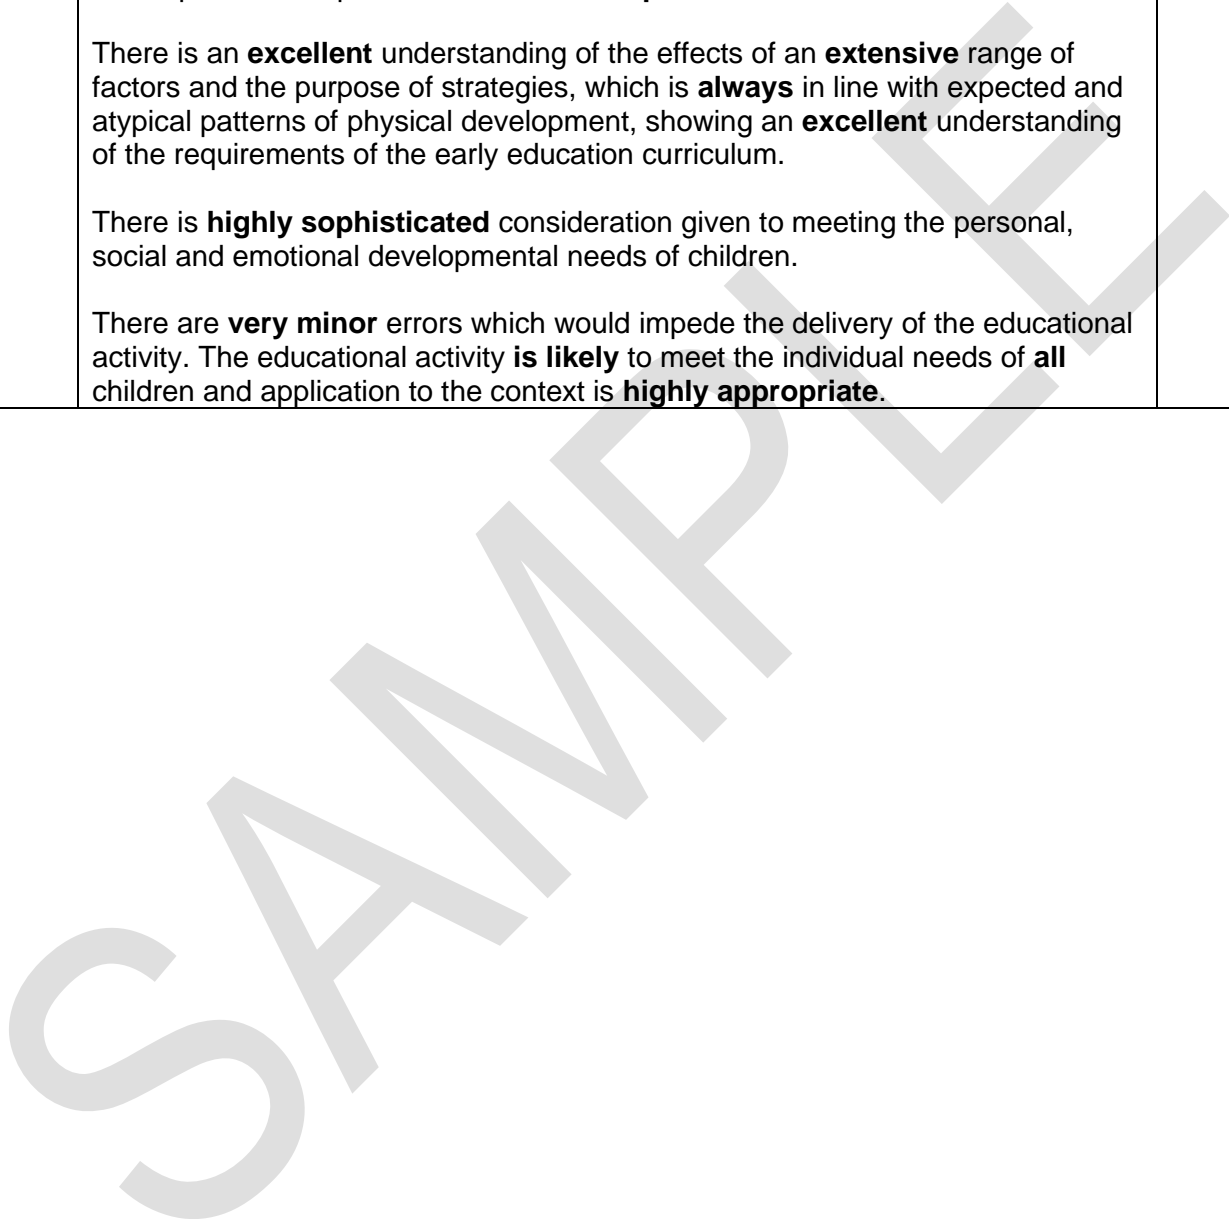 There is an excellent understanding of the effects of an extensive range of
factors and the purpose of strategies, which is always in line with expected and
atypical patterns of physical development, showing an excellent understanding
of the requirements of the early education curriculum.
There is highly sophisticated consideration given to meeting the personal,
social and emotional developmental needs of children.
There are very minor errors which would impede the delivery of the educational
activity. The educational activity is likely to meet the individual needs of all
children and application to the context is highly appropriate.
SAMPLE